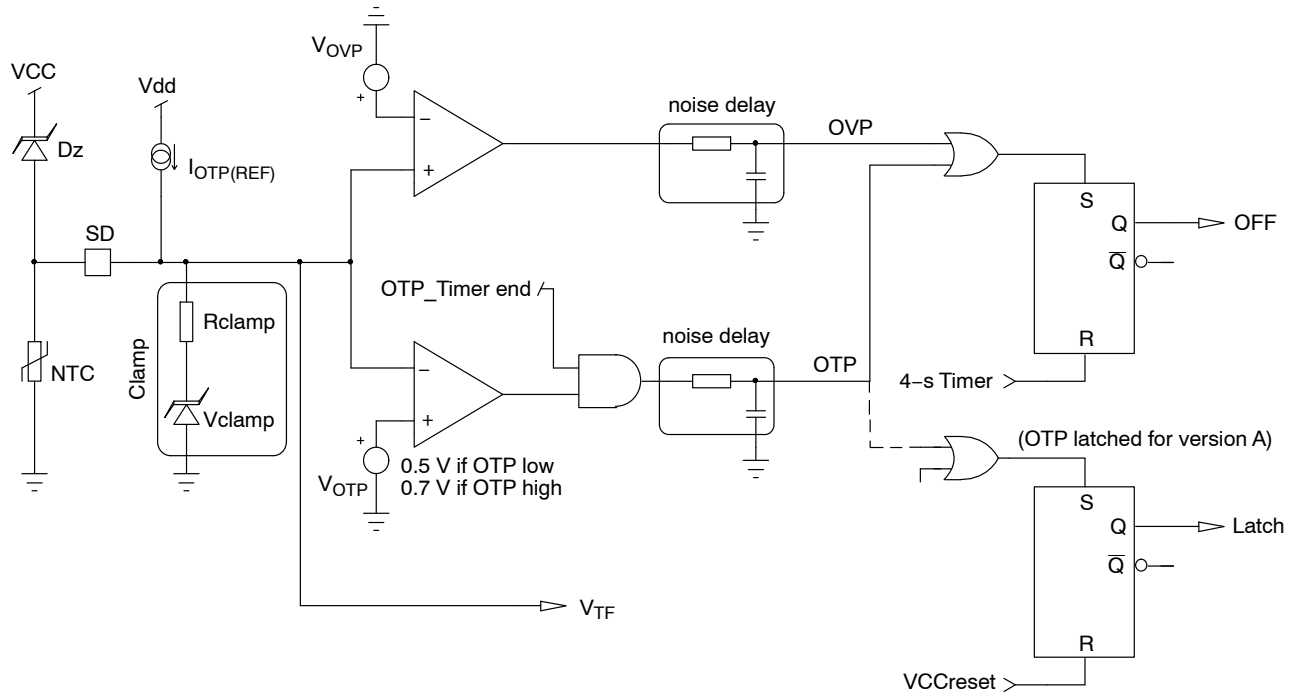 V_OVP
VCC
Vdd
Dz
I_OTP(REF)
+
−
+
noise delay
OVP
SD
S
Q
Q̅
R
OFF
OTP_Timer end
Clamp
Rclamp
Vclamp
NTC
−
+
+
V_OTP
0.5 V if OTP low
0.7 V if OTP high
noise delay
OTP
4−s Timer
(OTP latched for version A)
S
Q
Q̅
R
Latch
V_TF
VCCreset